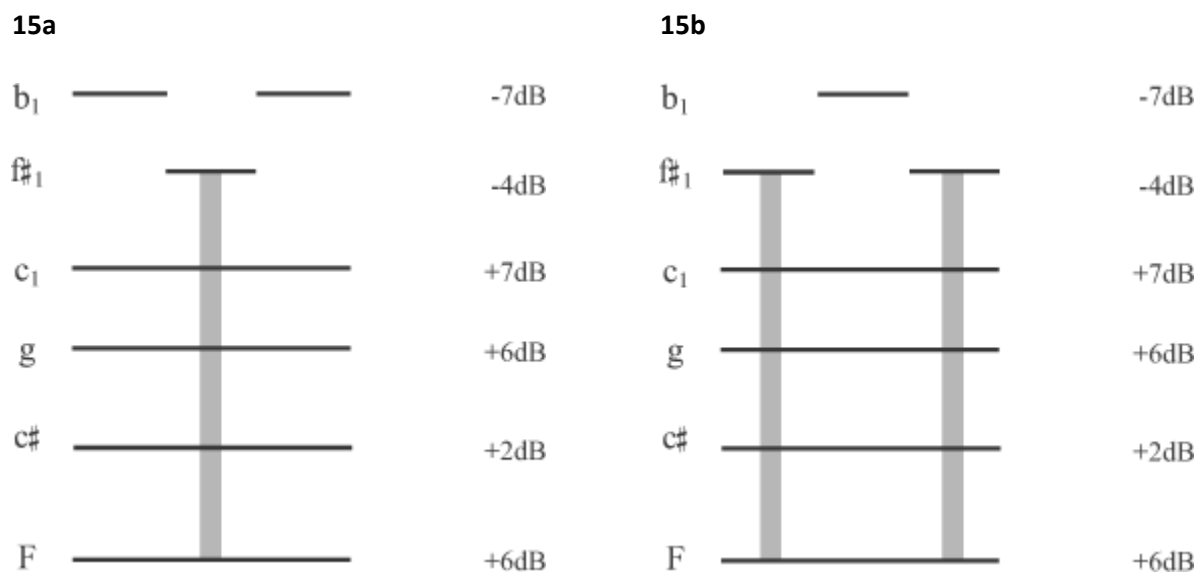 15a
b₁ -7dB
f♯₁ -4dB
c₁ +7dB
g +6dB
c♯ +2dB
F +6dB
15b
b₁ -7dB
f♯₁ -4dB
c₁ +7dB
g +6dB
c♯ +2dB
F +6dB